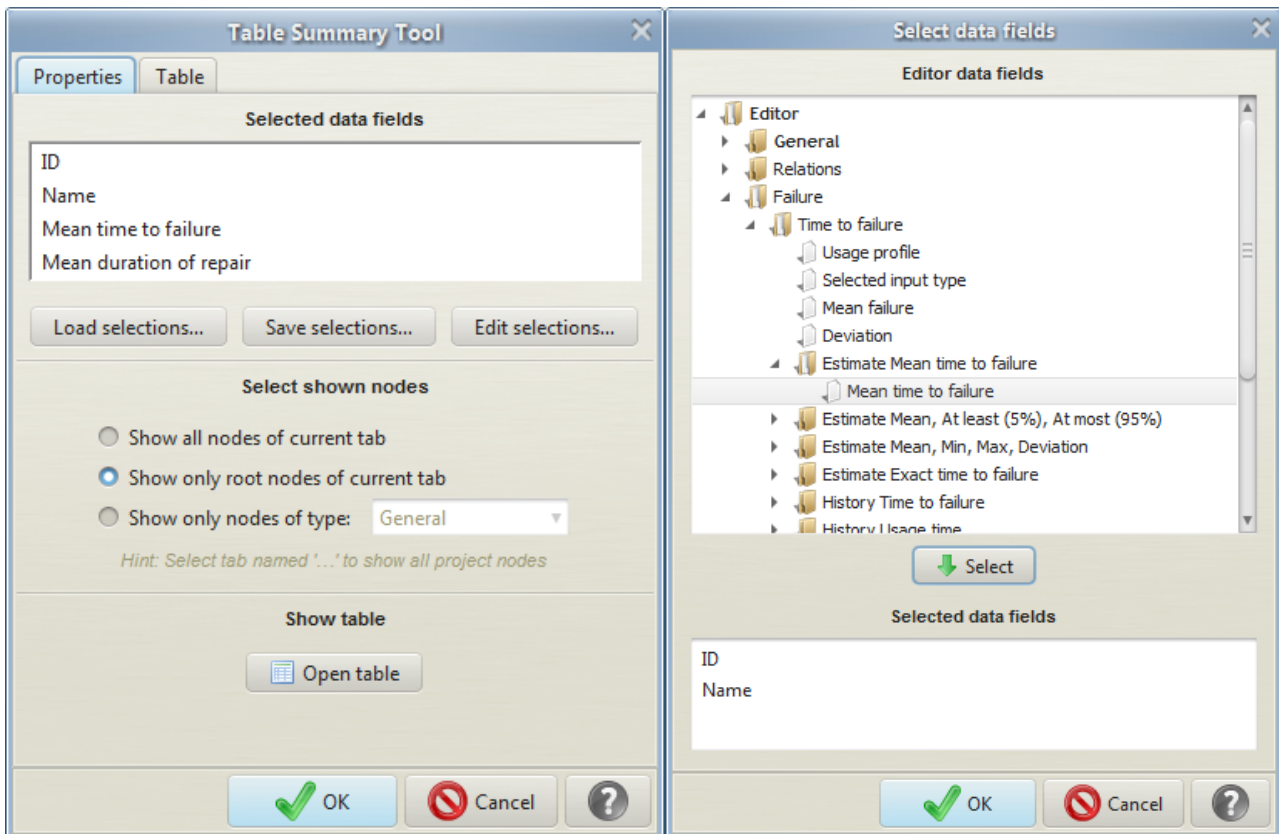 Table Summary Tool
Properties
Table
Selected data fields
ID
Name
Mean time to failure
Mean duration of repair
Load selections...
Save selections...
Edit selections...
Select shown nodes
Show all nodes of current tab
Show only root nodes of current tab
Show only nodes of type:
General
Hint: Select tab named '...' to show all project nodes
Show table
Open table
OK
Cancel
?
Select data fields
Editor data fields
Editor
General
Relations
Failure
Time to failure
Usage profile
Selected input type
Mean failure
Deviation
Estimate Mean time to failure
Mean time to failure
Estimate Mean, At least (5%), At most (95%)
Estimate Mean, Min, Max, Deviation
Estimate Exact time to failure
History Time to failure
History Usage time
Select
Selected data fields
ID
Name
OK
Cancel
?